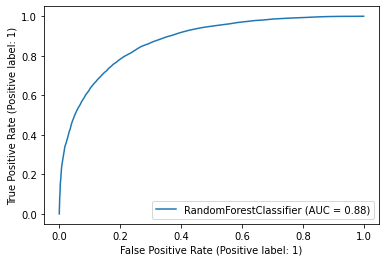 True Positive Rate (Positive label: 1)
1.0
0.8
0.6
0.4
0.2
0.0
RandomForestClassifier (AUC = 0.88)
0.0 0.2 0.4 0.6 0.8 1.0
False Positive Rate (Positive label: 1)